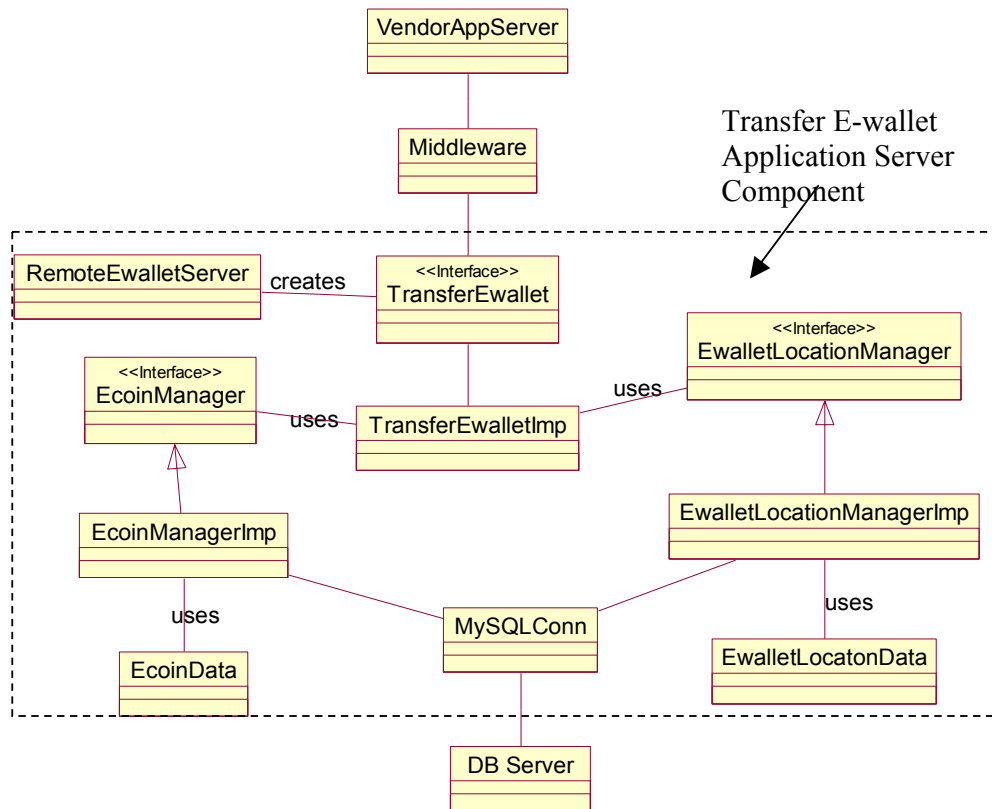 VendorAppServer
Middleware
Transfer E-wallet
Application Server
Component
RemoteEwalletServer
creates
<<Interface>>
TransferEwallet
<<Interface>>
EwalletLocationManager
<<Interface>>
EcoinManager
uses
TransferEwalletImp
uses
EcoinManagerImp
EwalletLocationManagerImp
uses
MySQLConn
uses
EcoinData
EwalletLocatonData
DB Server